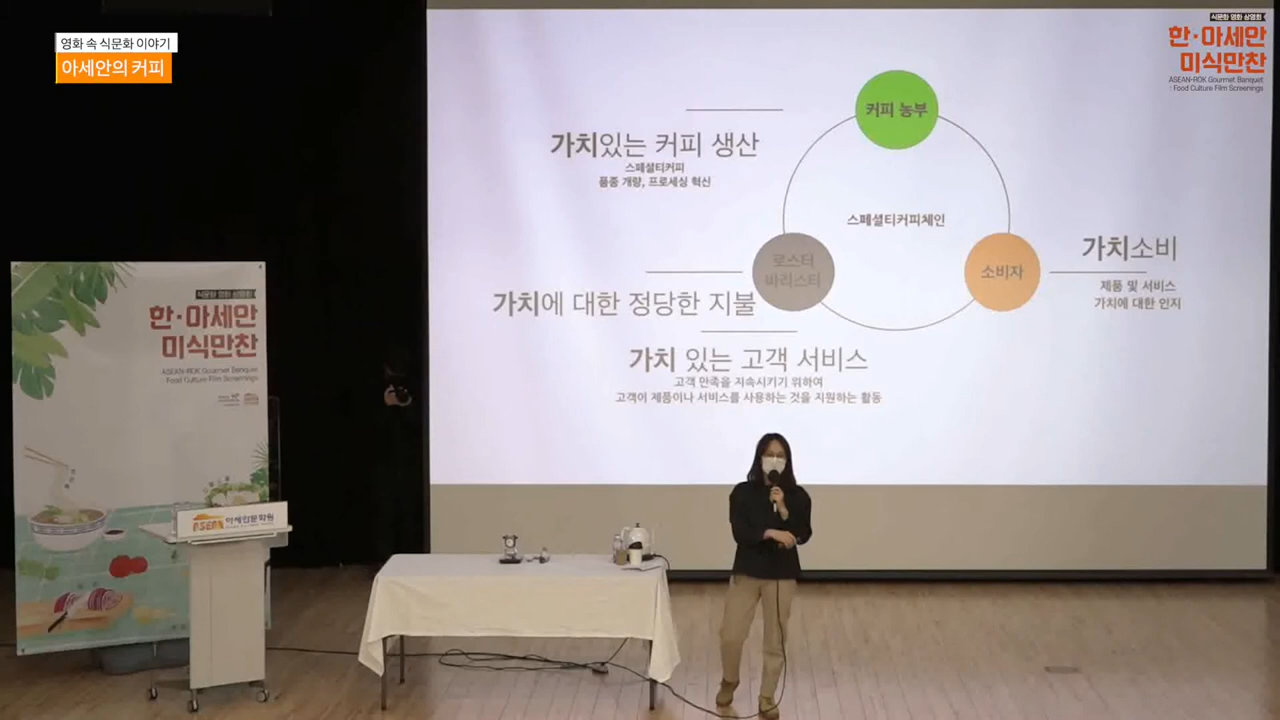 영화 속 식문화 이야기
아세안의 커피
식문화 영화 상영회
한·아세안
미식만찬
ASEAN-ROK Gourmet Banquet
: Food Culture Film Screenings
커피 농부
가치있는 커피 생산
스페셜티커피
품종 개량, 프로세싱 혁신
스페셜티커피체인
로스터
바리스타
소비자
가치소비
제품 및 서비스
가치에 대한 인지
가치에 대한 정당한 지불
가치 있는 고객 서비스
고객 만족을 지속시키기 위하여
고객이 제품이나 서비스를 사용하는 것을 지원하는 활동
식문화 영화 상영회
한·아세안
미식만찬
ASEAN-ROK Gourmet Banquet
Food Culture Film Screenings
ASEAN 아세안문화원